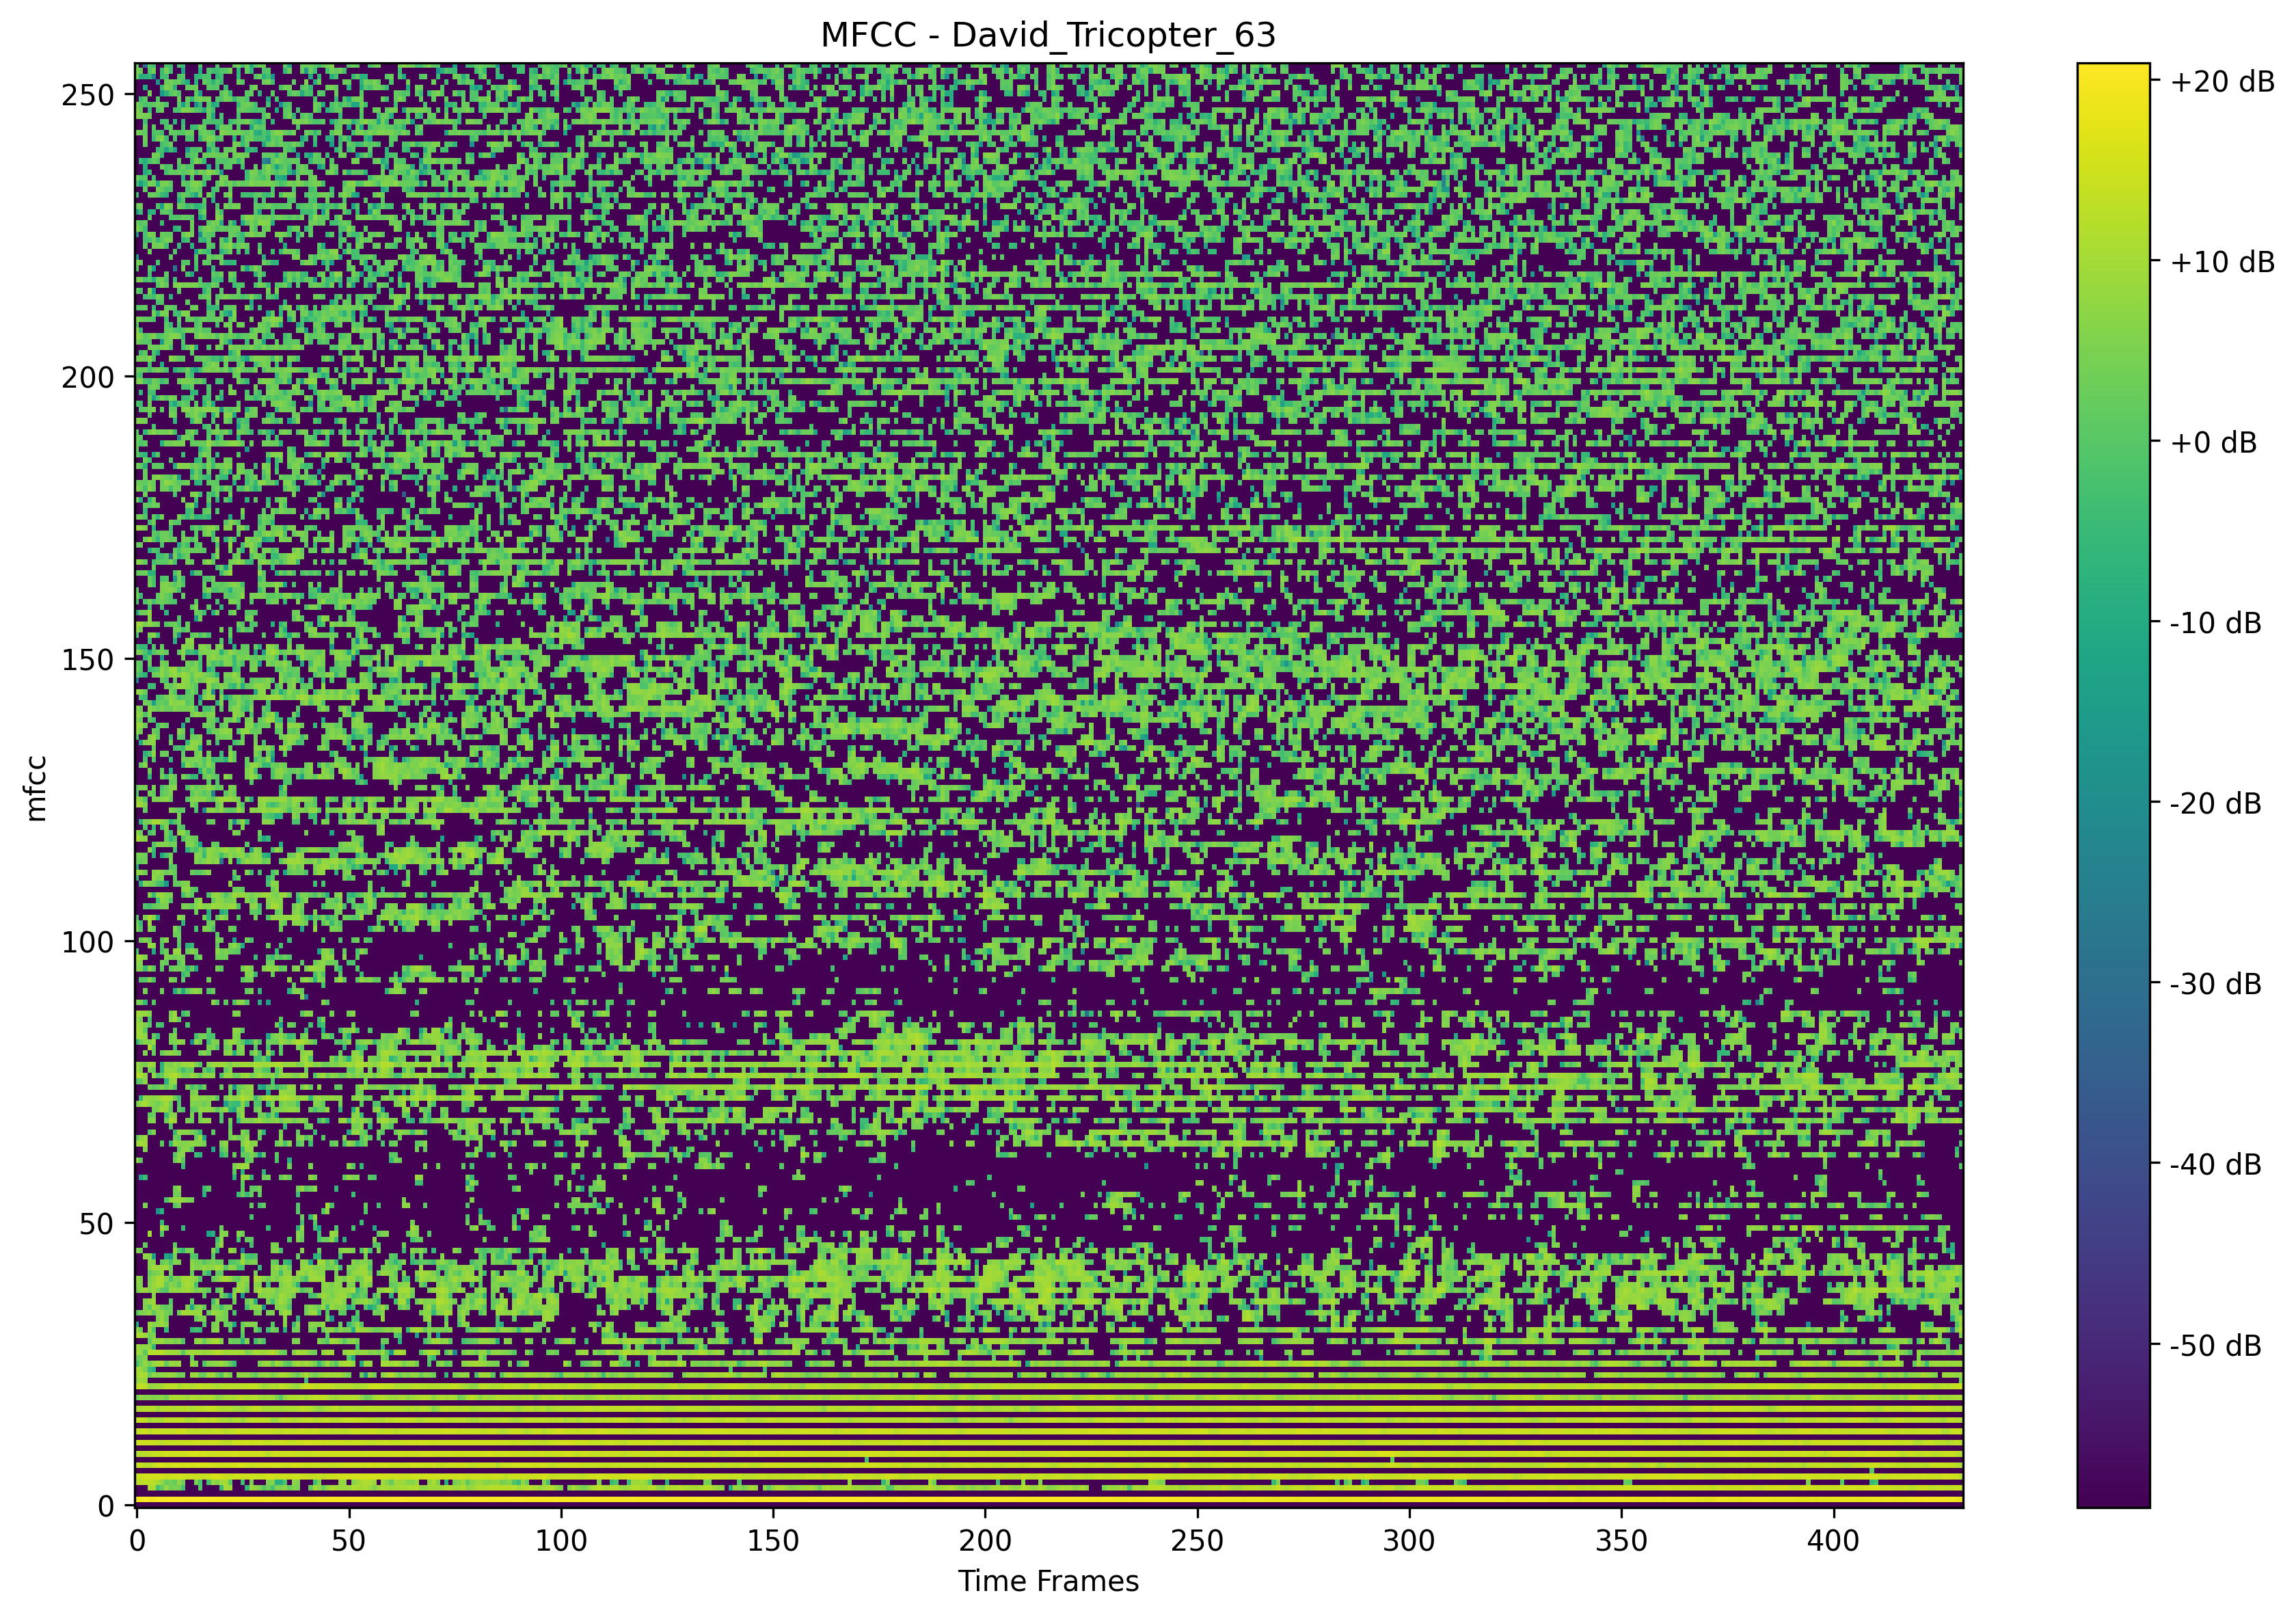 MFCC - David_Tricopter_63
250
200
150
100
50
0
mfcc
0 50 100 150 200 250 300 350 400
Time Frames
+20 dB
+10 dB
+0 dB
-10 dB
-20 dB
-30 dB
-40 dB
-50 dB